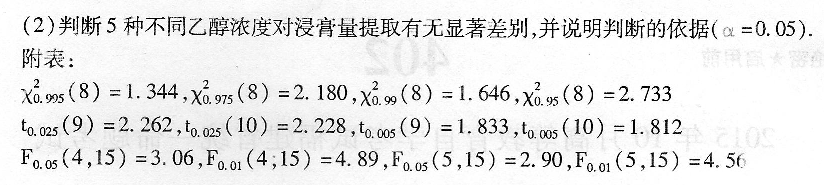 (2)判断5种不同乙醇浓度对浸膏量提取有无显著差别,并说明判断的依据(α=0.05).
附表:
χ²₀.₉₉₅(8)=1.344,χ²₀.₉₇₅(8)=2.180,χ²₀.₉₉(8)=1.646,χ²₀.₉₅(8)=2.733
t₀.₀₂₅(9)=2.262,t₀.₀₂₅(10)=2.228,t₀.₀₀₅(9)=1.833,t₀.₀₀₅(10)=1.812
F₀.₀₅(4,15)=3.06,F₀.₀₁(4;15)=4.89,F₀.₀₅(5,15)=2.90,F₀.₀₁(5,15)=4.56